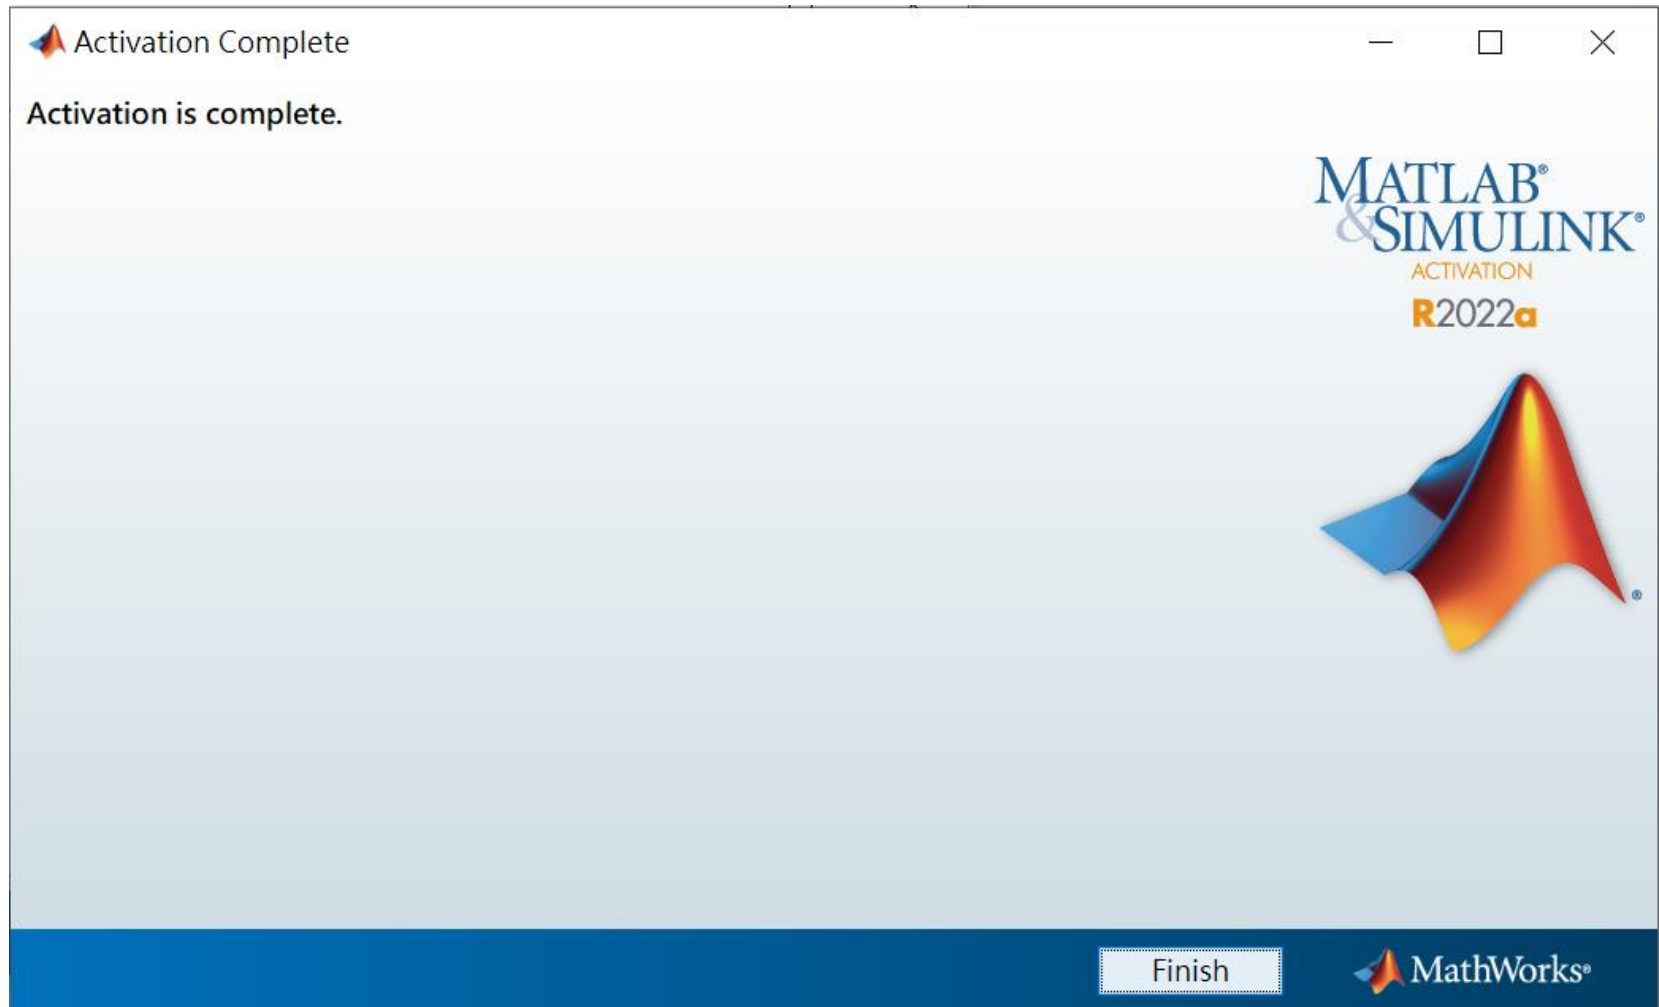 Activation Complete
Activation is complete.
MATLAB®
&SIMULINK®
ACTIVATION
R2022a
®
Finish
MathWorks®